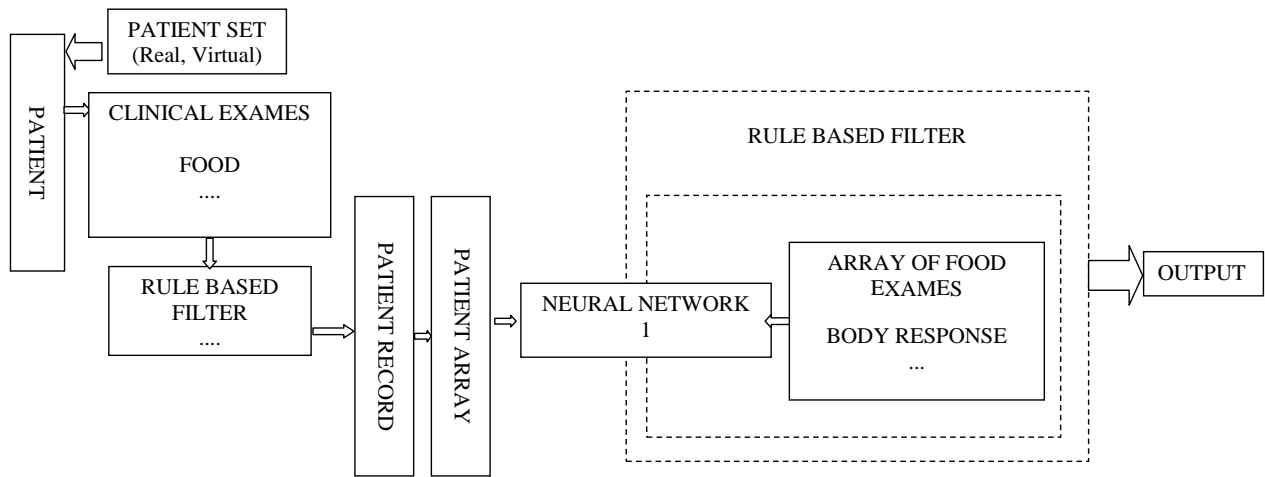 PATIENT SET
(Real, Virtual)
PATIENT
CLINICAL EXAMES
FOOD
....
RULE BASED
FILTER
....
PATIENT RECORD
PATIENT ARRAY
NEURAL NETWORK
1
RULE BASED FILTER
ARRAY OF FOOD
EXAMES
BODY RESPONSE
...
OUTPUT